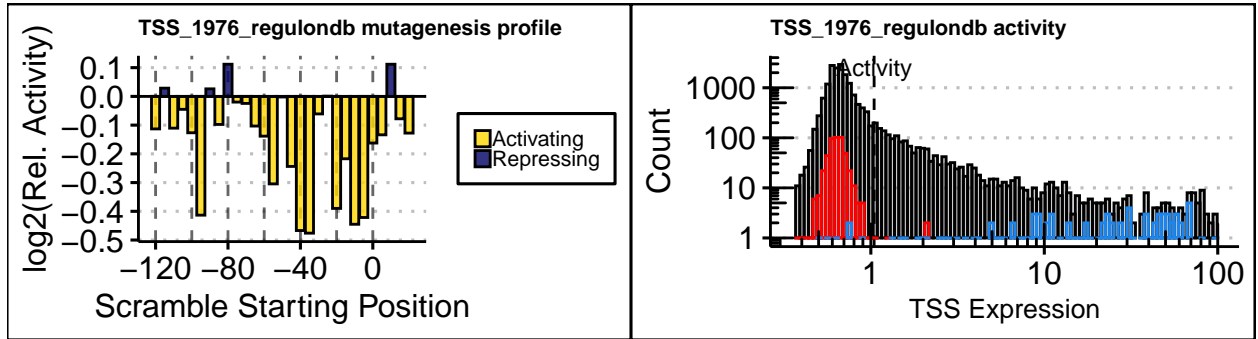 TSS_1976_regulondb mutagenesis profile
log2(Rel. Activity)
0.1
0.0
−0.1
−0.2
−0.3
−0.4
−0.5
−120
−80
−40
0
Scramble Starting Position
Activating
Repressing
TSS_1976_regulondb activity
Activity
Count
1000
100
10
1
1
10
100
TSS Expression